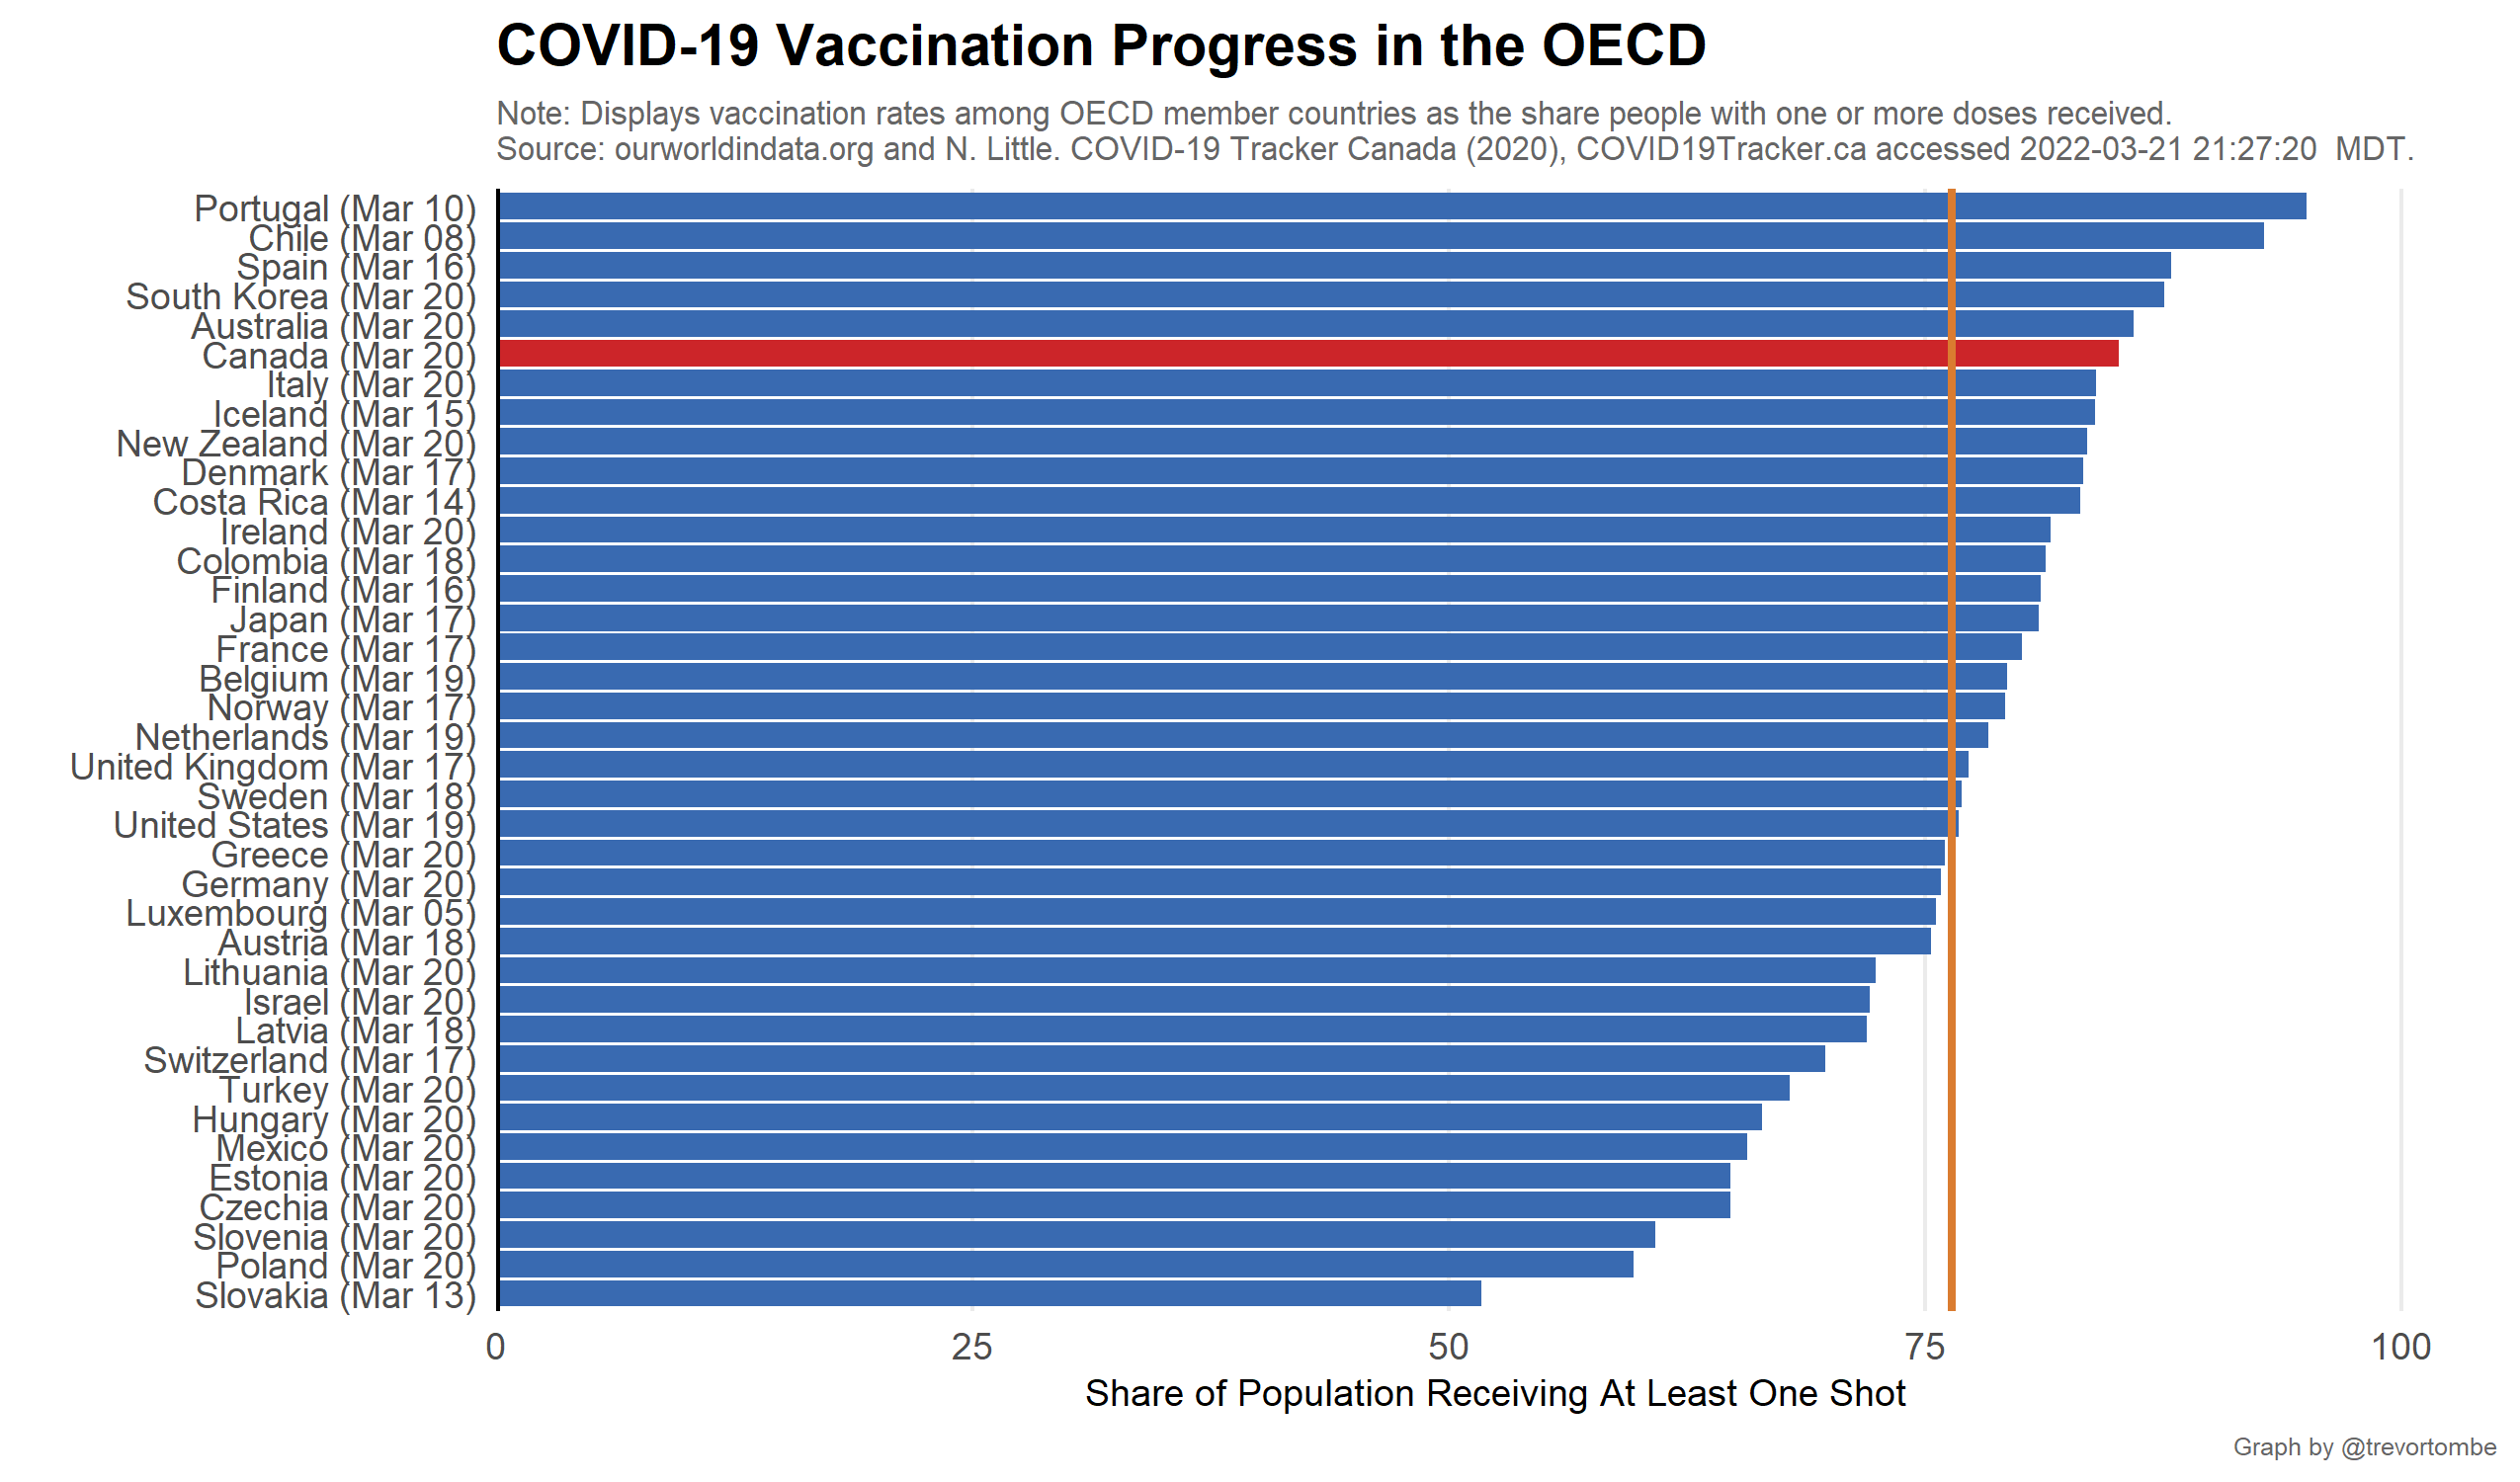 COVID-19 Vaccination Progress in the OECD
Note: Displays vaccination rates among OECD member countries as the share people with one or more doses received.
Source: ourworldindata.org and N. Little. COVID-19 Tracker Canada (2020), COVID19Tracker.ca accessed 2022-03-21 21:27:20  MDT.
Portugal (Mar 10)
Chile (Mar 08)
Spain (Mar 16)
South Korea (Mar 20)
Australia (Mar 20)
Canada (Mar 20)
Italy (Mar 20)
Iceland (Mar 15)
New Zealand (Mar 20)
Denmark (Mar 17)
Costa Rica (Mar 14)
Ireland (Mar 20)
Colombia (Mar 18)
Finland (Mar 16)
Japan (Mar 17)
France (Mar 17)
Belgium (Mar 19)
Norway (Mar 17)
Netherlands (Mar 19)
United Kingdom (Mar 17)
Sweden (Mar 18)
United States (Mar 19)
Greece (Mar 20)
Germany (Mar 20)
Luxembourg (Mar 05)
Austria (Mar 18)
Lithuania (Mar 20)
Israel (Mar 20)
Latvia (Mar 18)
Switzerland (Mar 17)
Turkey (Mar 20)
Hungary (Mar 20)
Mexico (Mar 20)
Estonia (Mar 20)
Czechia (Mar 20)
Slovenia (Mar 20)
Poland (Mar 20)
Slovakia (Mar 13)
0 25 50 75 100
Share of Population Receiving At Least One Shot
Graph by @trevortombe